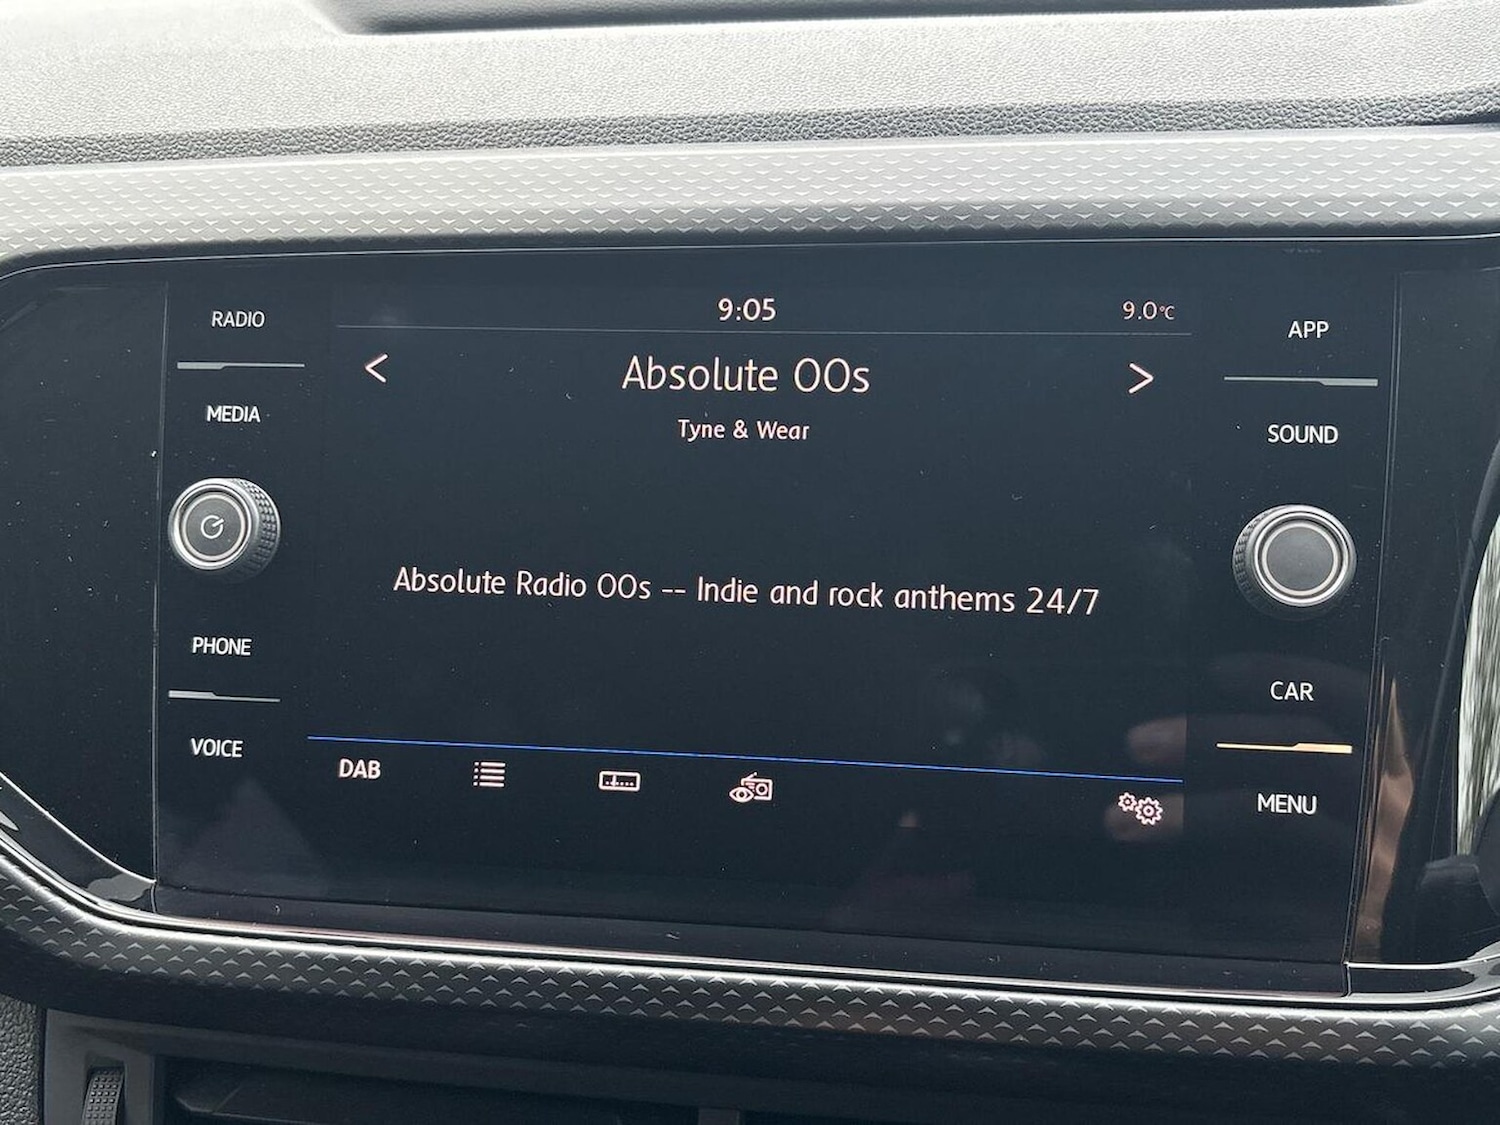 RADIO
MEDIA
PHONE
VOICE
9:05
9.0°C
< Absolute 00s >
Tyne & Wear
Absolute Radio 00s -- Indie and rock anthems 24/7
DAB
APP
SOUND
CAR
MENU